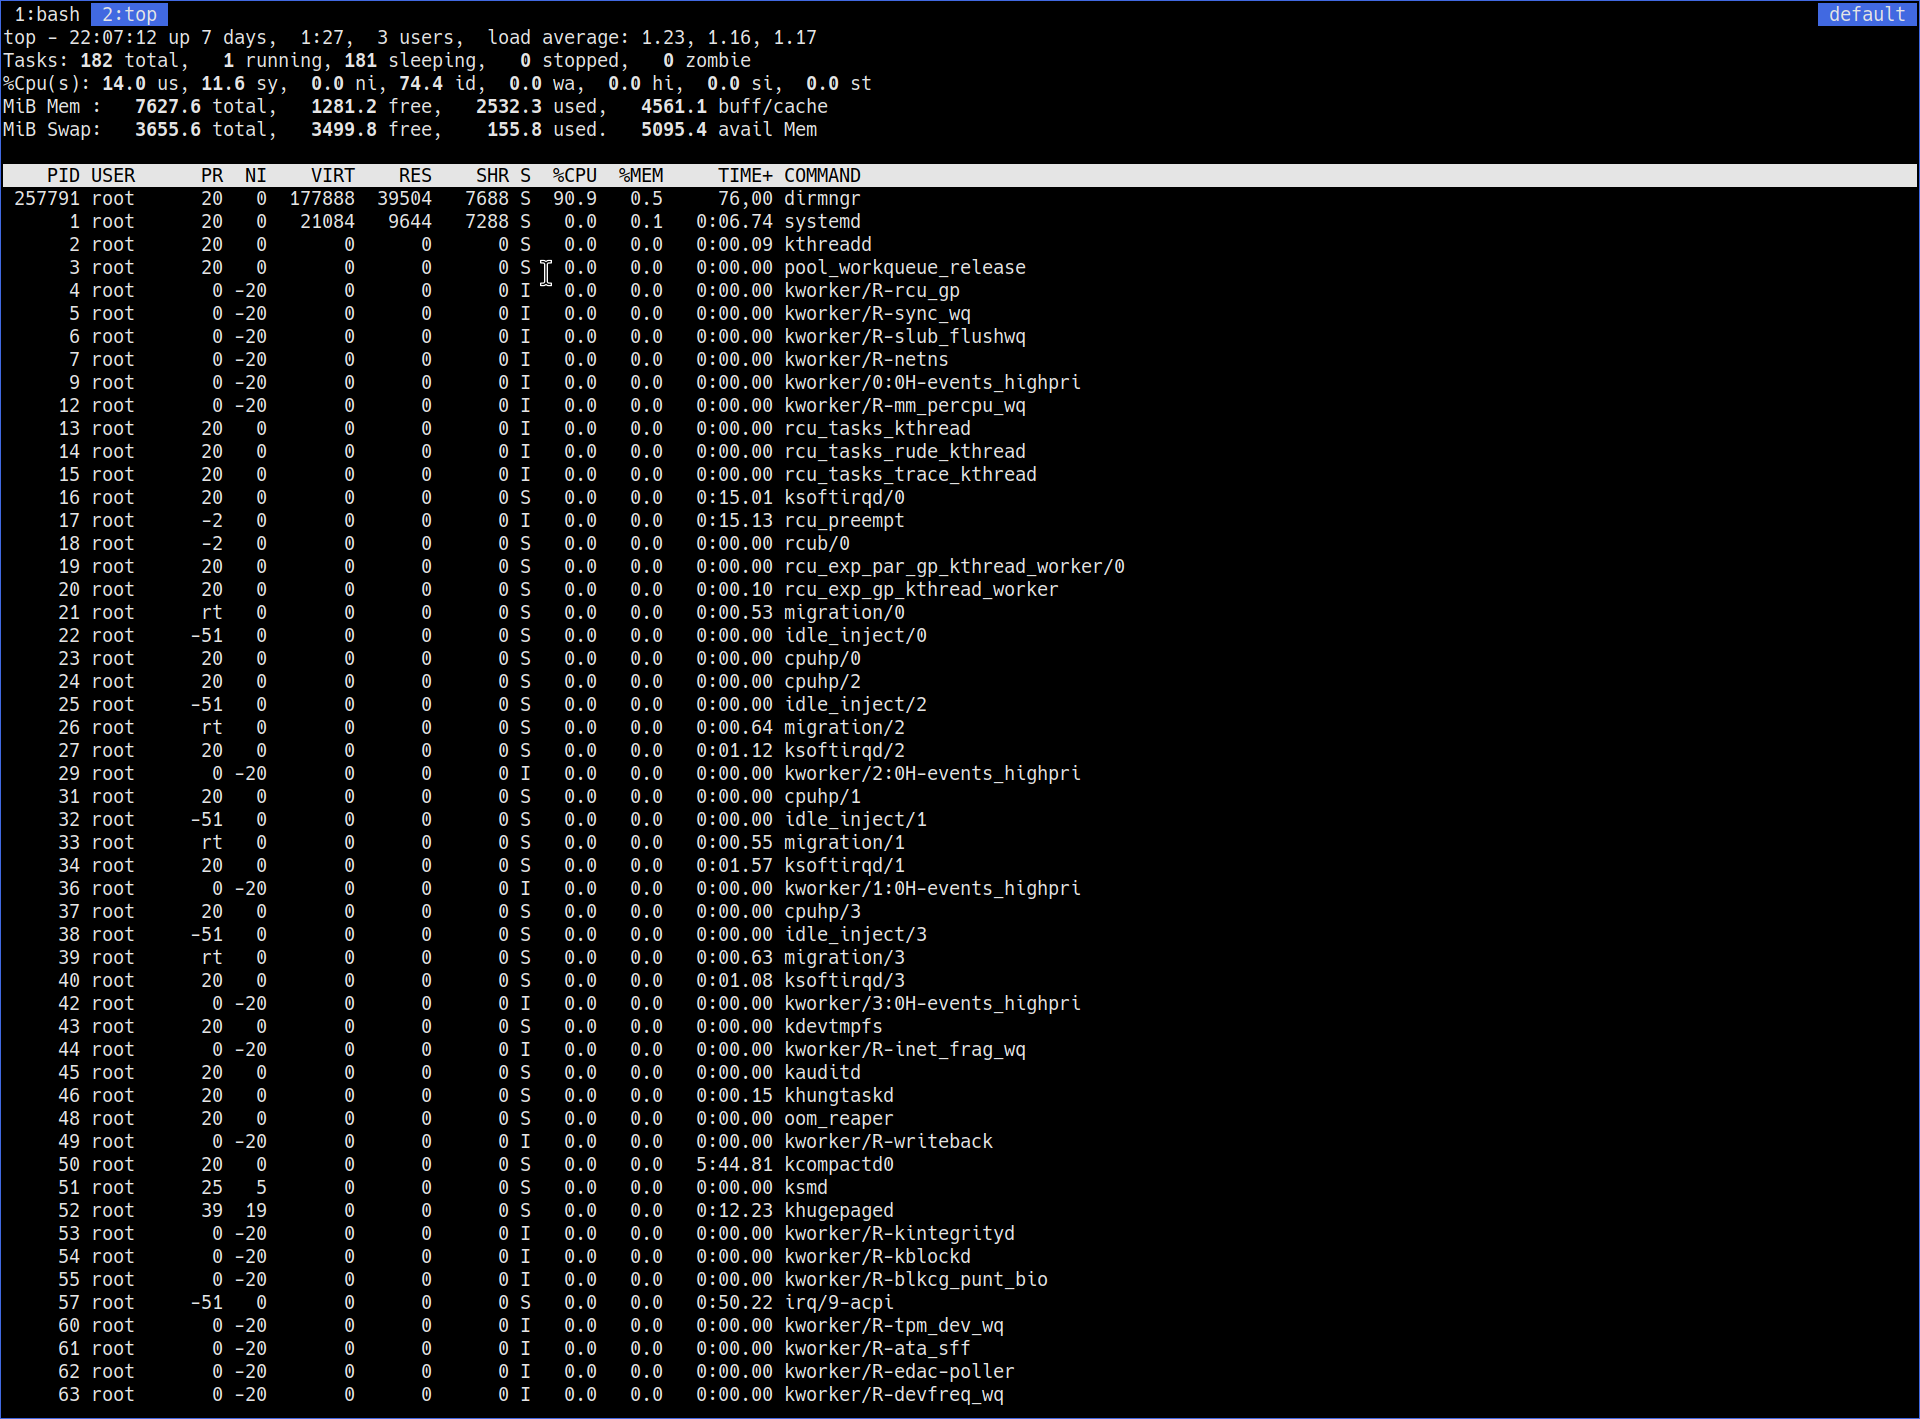 1:bash 2:top default
top - 22:07:12 up 7 days,  1:27,  3 users,  load average: 1.23, 1.16, 1.17
Tasks: 182 total,   1 running, 181 sleeping,   0 stopped,   0 zombie
%Cpu(s): 14.0 us, 11.6 sy,  0.0 ni, 74.4 id,  0.0 wa,  0.0 hi,  0.0 si,  0.0 st
MiB Mem :   7627.6 total,   1281.2 free,   2532.3 used,   4561.1 buff/cache
MiB Swap:   3655.6 total,   3499.8 free,    155.8 used.   5095.4 avail Mem
PID USER PR NI VIRT RES SHR S %CPU %MEM TIME+ COMMAND
257791 root 20 0 177888 39504 7688 S 90.9 0.5 76,00 dirmngr
1 root 20 0 21084 9644 7288 S 0.0 0.1 0:06.74 systemd
2 root 20 0 0 0 0 S 0.0 0.0 0:00.09 kthreadd
3 root 20 0 0 0 0 S 0.0 0.0 0:00.00 pool_workqueue_release
4 root 0 -20 0 0 0 I 0.0 0.0 0:00.00 kworker/R-rcu_gp
5 root 0 -20 0 0 0 I 0.0 0.0 0:00.00 kworker/R-sync_wq
6 root 0 -20 0 0 0 I 0.0 0.0 0:00.00 kworker/R-slub_flushwq
7 root 0 -20 0 0 0 I 0.0 0.0 0:00.00 kworker/R-netns
9 root 0 -20 0 0 0 I 0.0 0.0 0:00.00 kworker/0:0H-events_highpri
12 root 0 -20 0 0 0 I 0.0 0.0 0:00.00 kworker/R-mm_percpu_wq
13 root 20 0 0 0 0 I 0.0 0.0 0:00.00 rcu_tasks_kthread
14 root 20 0 0 0 0 I 0.0 0.0 0:00.00 rcu_tasks_rude_kthread
15 root 20 0 0 0 0 I 0.0 0.0 0:00.00 rcu_tasks_trace_kthread
16 root 20 0 0 0 0 S 0.0 0.0 0:15.01 ksoftirqd/0
17 root -2 0 0 0 0 I 0.0 0.0 0:15.13 rcu_preempt
18 root -2 0 0 0 0 S 0.0 0.0 0:00.00 rcub/0
19 root 20 0 0 0 0 S 0.0 0.0 0:00.00 rcu_exp_par_gp_kthread_worker/0
20 root 20 0 0 0 0 S 0.0 0.0 0:00.10 rcu_exp_gp_kthread_worker
21 root rt 0 0 0 0 S 0.0 0.0 0:00.53 migration/0
22 root -51 0 0 0 0 S 0.0 0.0 0:00.00 idle_inject/0
23 root 20 0 0 0 0 S 0.0 0.0 0:00.00 cpuhp/0
24 root 20 0 0 0 0 S 0.0 0.0 0:00.00 cpuhp/2
25 root -51 0 0 0 0 S 0.0 0.0 0:00.00 idle_inject/2
26 root rt 0 0 0 0 S 0.0 0.0 0:00.64 migration/2
27 root 20 0 0 0 0 S 0.0 0.0 0:01.12 ksoftirqd/2
29 root 0 -20 0 0 0 I 0.0 0.0 0:00.00 kworker/2:0H-events_highpri
31 root 20 0 0 0 0 S 0.0 0.0 0:00.00 cpuhp/1
32 root -51 0 0 0 0 S 0.0 0.0 0:00.00 idle_inject/1
33 root rt 0 0 0 0 S 0.0 0.0 0:00.55 migration/1
34 root 20 0 0 0 0 S 0.0 0.0 0:01.57 ksoftirqd/1
36 root 0 -20 0 0 0 I 0.0 0.0 0:00.00 kworker/1:0H-events_highpri
37 root 20 0 0 0 0 S 0.0 0.0 0:00.00 cpuhp/3
38 root -51 0 0 0 0 S 0.0 0.0 0:00.00 idle_inject/3
39 root rt 0 0 0 0 S 0.0 0.0 0:00.63 migration/3
40 root 20 0 0 0 0 S 0.0 0.0 0:01.08 ksoftirqd/3
42 root 0 -20 0 0 0 I 0.0 0.0 0:00.00 kworker/3:0H-events_highpri
43 root 20 0 0 0 0 S 0.0 0.0 0:00.00 kdevtmpfs
44 root 0 -20 0 0 0 I 0.0 0.0 0:00.00 kworker/R-inet_frag_wq
45 root 20 0 0 0 0 S 0.0 0.0 0:00.00 kauditd
46 root 20 0 0 0 0 S 0.0 0.0 0:00.15 khungtaskd
48 root 20 0 0 0 0 S 0.0 0.0 0:00.00 oom_reaper
49 root 0 -20 0 0 0 I 0.0 0.0 0:00.00 kworker/R-writeback
50 root 20 0 0 0 0 S 0.0 0.0 5:44.81 kcompactd0
51 root 25 5 0 0 0 S 0.0 0.0 0:00.00 ksmd
52 root 39 19 0 0 0 S 0.0 0.0 0:12.23 khugepaged
53 root 0 -20 0 0 0 I 0.0 0.0 0:00.00 kworker/R-kintegrityd
54 root 0 -20 0 0 0 I 0.0 0.0 0:00.00 kworker/R-kblockd
55 root 0 -20 0 0 0 I 0.0 0.0 0:00.00 kworker/R-blkcg_punt_bio
57 root -51 0 0 0 0 S 0.0 0.0 0:50.22 irq/9-acpi
60 root 0 -20 0 0 0 I 0.0 0.0 0:00.00 kworker/R-tpm_dev_wq
61 root 0 -20 0 0 0 I 0.0 0.0 0:00.00 kworker/R-ata_sff
62 root 0 -20 0 0 0 I 0.0 0.0 0:00.00 kworker/R-edac-poller
63 root 0 -20 0 0 0 I 0.0 0.0 0:00.00 kworker/R-devfreq_wq